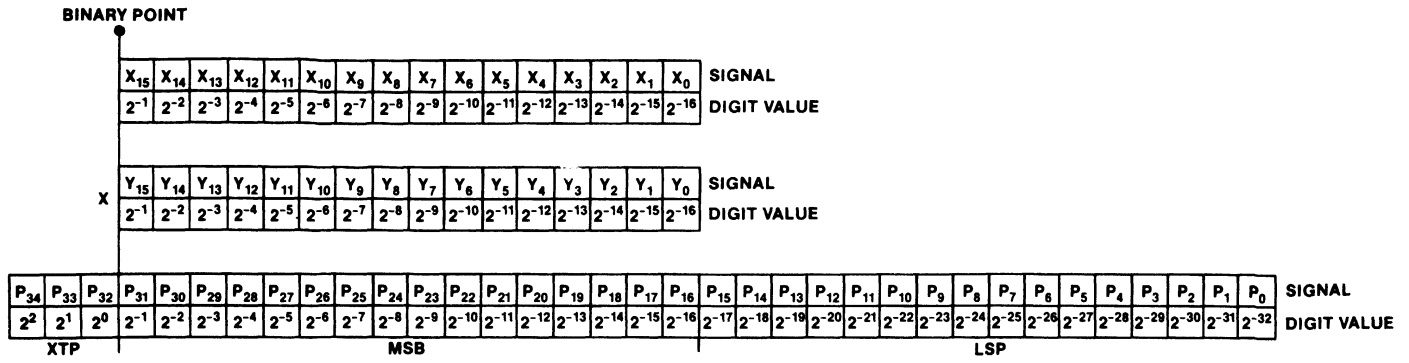 BINARY POINT
X₁₅ X₁₄ X₁₃ X₁₂ X₁₁ X₁₀ X₉ X₈ X₇ X₆ X₅ X₄ X₃ X₂ X₁ X₀ SIGNAL
2⁻¹ 2⁻² 2⁻³ 2⁻⁴ 2⁻⁵ 2⁻⁶ 2⁻⁷ 2⁻⁸ 2⁻⁹ 2⁻¹⁰ 2⁻¹¹ 2⁻¹² 2⁻¹³ 2⁻¹⁴ 2⁻¹⁵ 2⁻¹⁶ DIGIT VALUE
Y₁₅ Y₁₄ Y₁₃ Y₁₂ Y₁₁ Y₁₀ Y₉ Y₈ Y₇ Y₆ Y₅ Y₄ Y₃ Y₂ Y₁ Y₀ SIGNAL
X
2⁻¹ 2⁻² 2⁻³ 2⁻⁴ 2⁻⁵ 2⁻⁶ 2⁻⁷ 2⁻⁸ 2⁻⁹ 2⁻¹⁰ 2⁻¹¹ 2⁻¹² 2⁻¹³ 2⁻¹⁴ 2⁻¹⁵ 2⁻¹⁶ DIGIT VALUE
P₃₄ P₃₃ P₃₂ P₃₁ P₃₀ P₂₉ P₂₈ P₂₇ P₂₆ P₂₅ P₂₄ P₂₃ P₂₂ P₂₁ P₂₀ P₁₉ P₁₈ P₁₇ P₁₆ P₁₅ P₁₄ P₁₃ P₁₂ P₁₁ P₁₀ P₉ P₈ P₇ P₆ P₅ P₄ P₃ P₂ P₁ P₀ SIGNAL
2² 2¹ 2⁰ 2⁻¹ 2⁻² 2⁻³ 2⁻⁴ 2⁻⁵ 2⁻⁶ 2⁻⁷ 2⁻⁸ 2⁻⁹ 2⁻¹⁰ 2⁻¹¹ 2⁻¹² 2⁻¹³ 2⁻¹⁴ 2⁻¹⁵ 2⁻¹⁶ 2⁻¹⁷ 2⁻¹⁸ 2⁻¹⁹ 2⁻²⁰ 2⁻²¹ 2⁻²² 2⁻²³ 2⁻²⁴ 2⁻²⁵ 2⁻²⁶ 2⁻²⁷ 2⁻²⁸ 2⁻²⁹ 2⁻³⁰ 2⁻³¹ 2⁻³² DIGIT VALUE
XTP MSB LSP